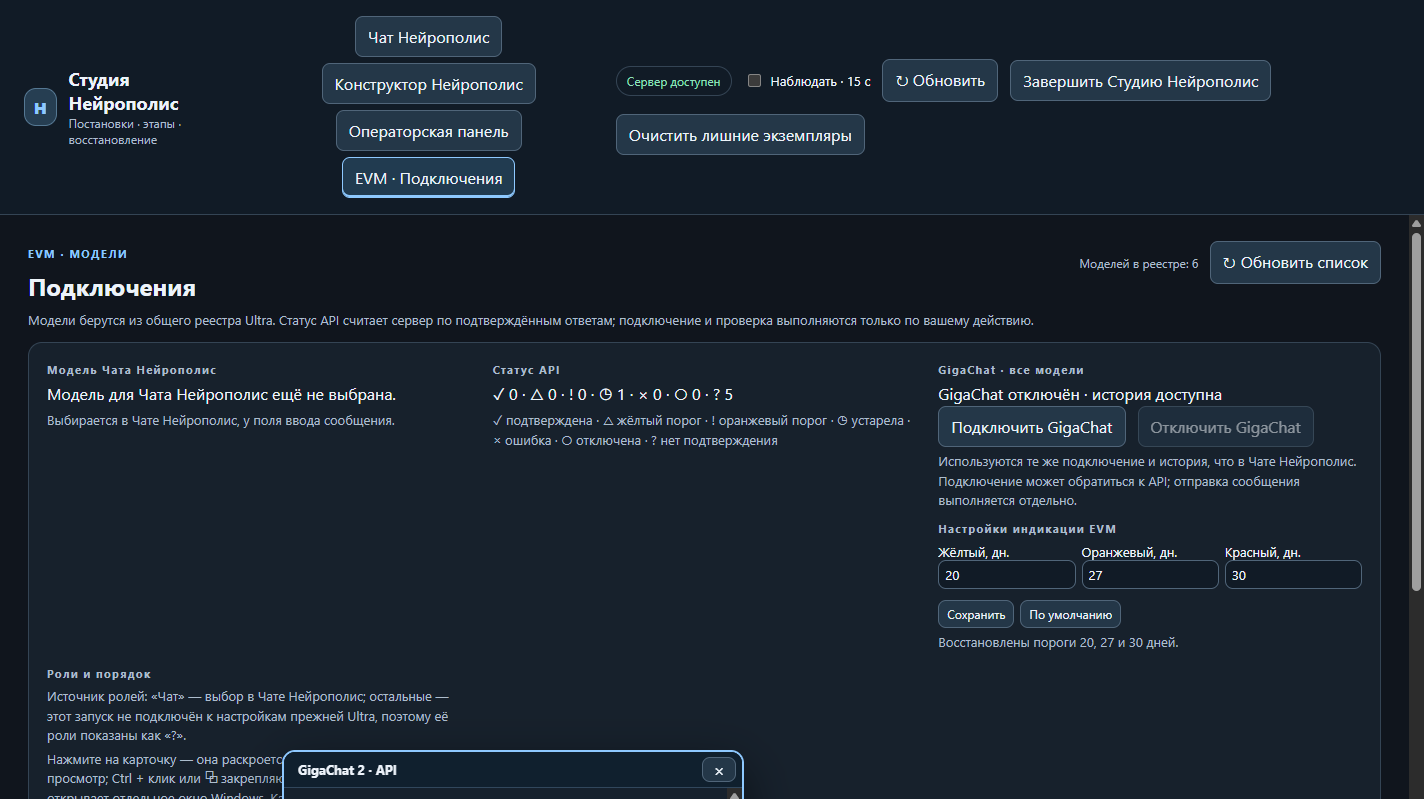 Чат Нейрополис
Конструктор Нейрополис
Операторская панель
EVM · Подключения
Н
Студия
Нейрополис
Постановки · этапы ·
восстановление
Сервер доступен
Наблюдать · 15 с
↻ Обновить
Завершить Студию Нейрополис
Очистить лишние экземпляры
EVM · МОДЕЛИ
Подключения
Моделей в реестре: 6
↻ Обновить список
Модели берутся из общего реестра Ultra. Статус API считает сервер по подтверждённым ответам; подключение и проверка выполняются только по вашему действию.
Модель Чата Нейрополис
Модель для Чата Нейрополис ещё не выбрана.
Выбирается в Чате Нейрополис, у поля ввода сообщения.
Статус API
✓ 0 · △ 0 · ! 0 · ◷ 1 · × 0 · ○ 0 · ? 5
✓ подтверждена · △ жёлтый порог · ! оранжевый порог · ◷ устарела ·
× ошибка · ○ отключена · ? нет подтверждения
GigaChat · все модели
GigaChat отключён · история доступна
Подключить GigaChat
Отключить GigaChat
Используются те же подключение и история, что в Чате Нейрополис.
Подключение может обратиться к API; отправка сообщения
выполняется отдельно.
Настройки индикации EVM
Жёлтый, дн.
Оранжевый, дн.
Красный, дн.
20
27
30
Сохранить
По умолчанию
Восстановлены пороги 20, 27 и 30 дней.
Роли и порядок
Источник ролей: «Чат» — выбор в Чате Нейрополис; остальные —
этот запуск не подключён к настройкам прежней Ultra, поэтому её
роли показаны как «?».
Нажмите на карточку — она раскроетс
просмотр; Ctrl + клик или ⧉ закрепляю
открывает отдельное окно Windows. К
GigaChat 2 · API
×